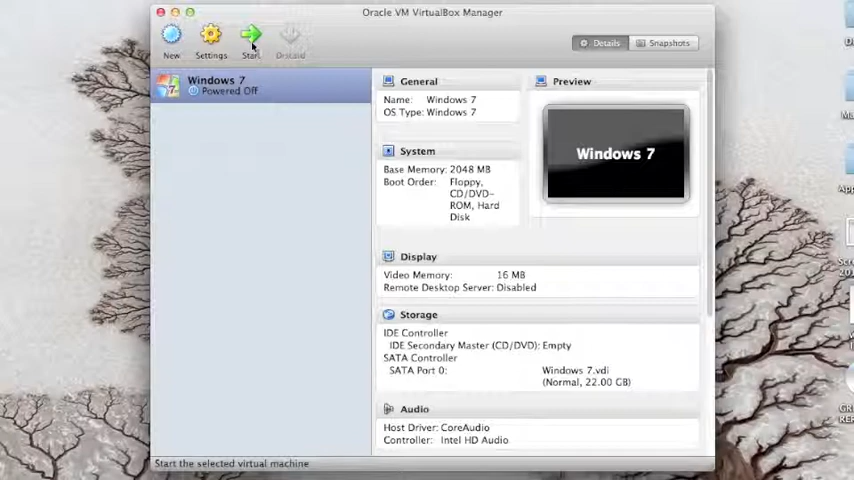 Oracle VM VirtualBox Manager
New
Settings
Start
Discard
Details
Snapshots
Windows 7
Powered Off
General
Name: Windows 7
OS Type: Windows 7
Preview
Windows 7
System
Base Memory: 2048 MB
Boot Order: Floppy,
CD/DVD-
ROM, Hard
Disk
Display
Video Memory: 16 MB
Remote Desktop Server: Disabled
Storage
IDE Controller
IDE Secondary Master (CD/DVD): Empty
SATA Controller
SATA Port 0: Windows 7.vdi
(Normal, 22.00 GB)
Audio
Host Driver: CoreAudio
Controller: Intel HD Audio
Start the selected virtual machine